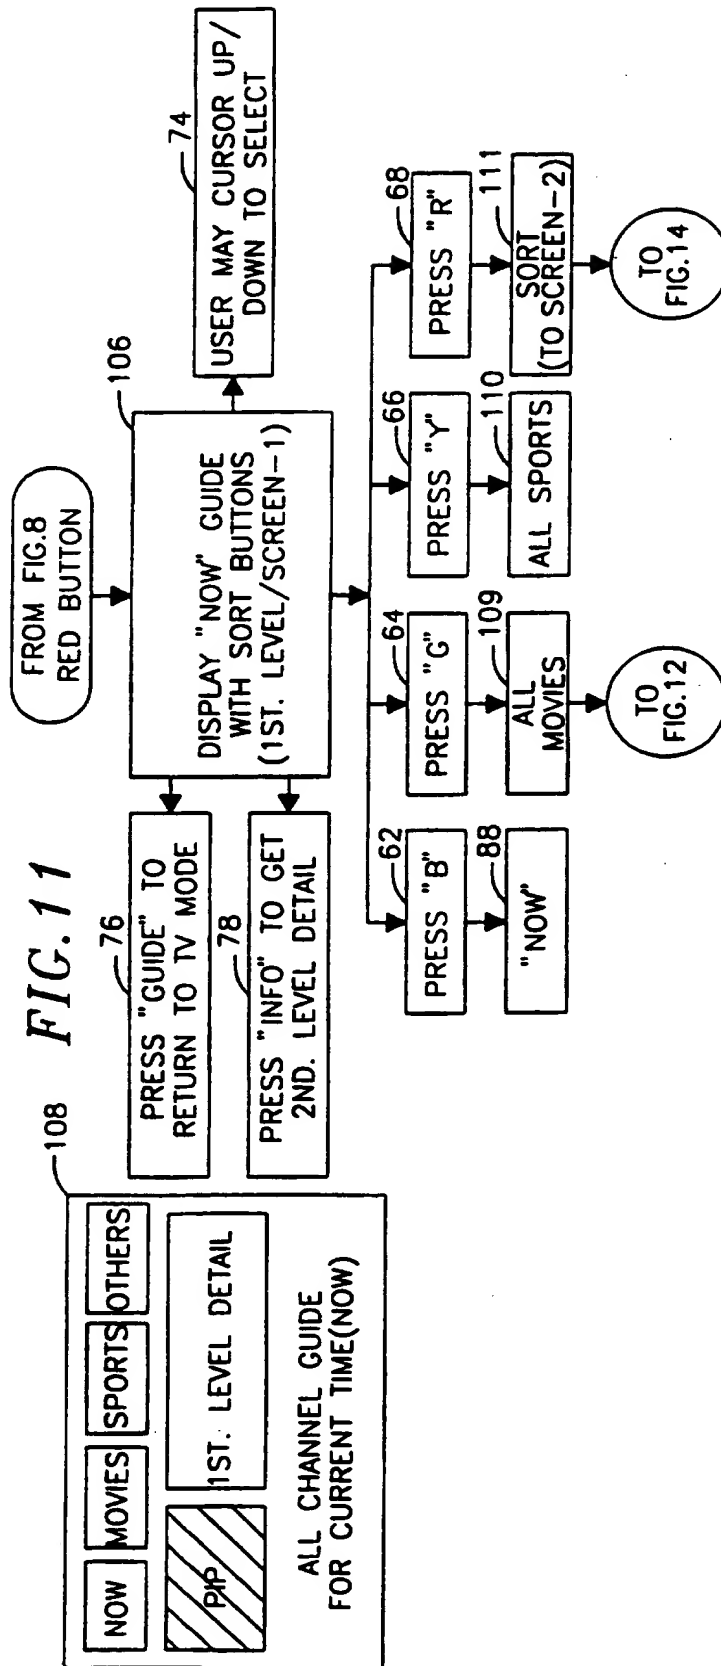 FIG.11
108
NOW
MOVIES
SPORTS
OTHERS
PIP
1ST. LEVEL DETAIL
ALL CHANNEL GUIDE
FOR CURRENT TIME(NOW)
FROM FIG.8
RED BUTTON
106
DISPLAY "NOW" GUIDE
WITH SORT BUTTONS
(1ST. LEVEL/SCREEN-1)
74
USER MAY CURSOR UP/
DOWN TO SELECT
76
PRESS "GUIDE" TO
RETURN TO TV MODE
78
PRESS "INFO" TO GET
2ND. LEVEL DETAIL
62
PRESS "B"
88
"NOW"
64
PRESS "G"
109
ALL
MOVIES
TO
FIG.12
66
PRESS "Y"
110
ALL SPORTS
68
PRESS "R"
111
SORT
(TO SCREEN-2)
TO
FIG.14